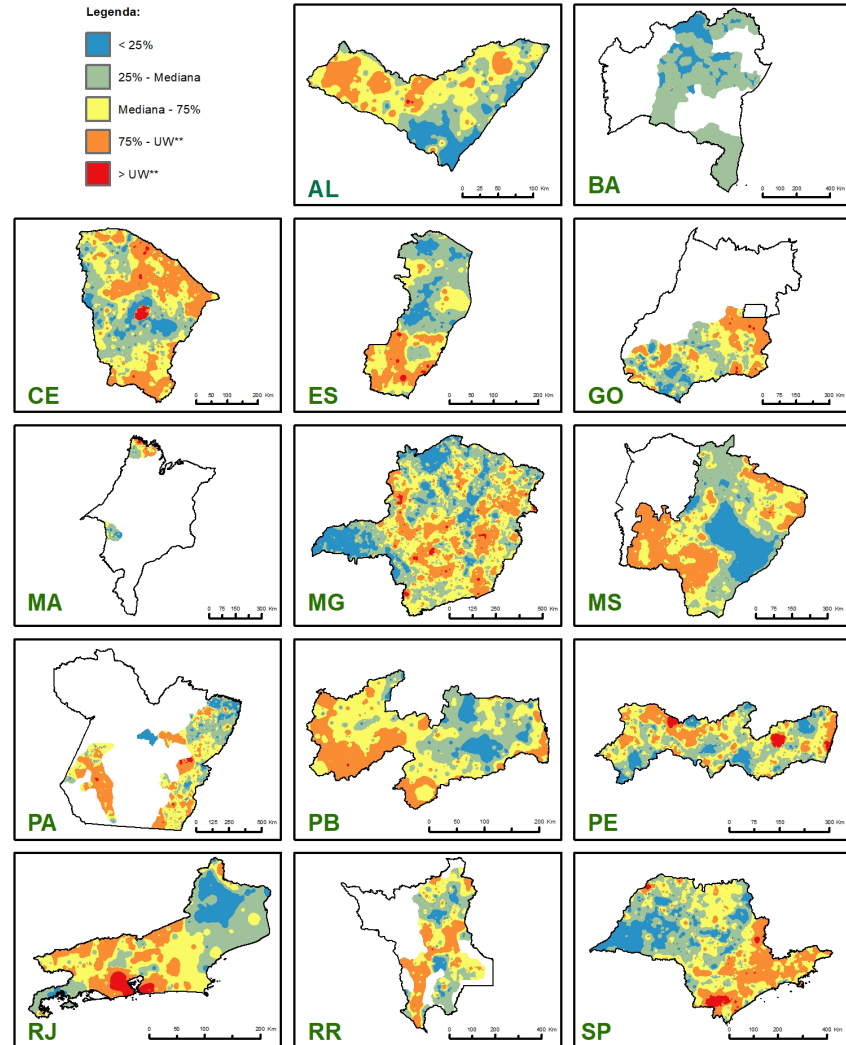 Legenda:
< 25%
25% - Mediana
Mediana - 75%
75% - UW**
> UW**
AL
0 25 50 100 Km
BA
0 100 200 400 Km
CE
0 50 100 200 Km
ES
0 50 100 200 Km
GO
0 75 150 300 Km
MA
0 75 150 300 Km
MG
0 125 250 500 Km
MS
0 75 150 300 Km
PA
0 125 250 500 Km
PB
0 50 100 200 Km
PE
0 75 150 300 Km
RJ
0 50 100 200 Km
RR
0 100 200 400 Km
SP
0 100 200 400 Km